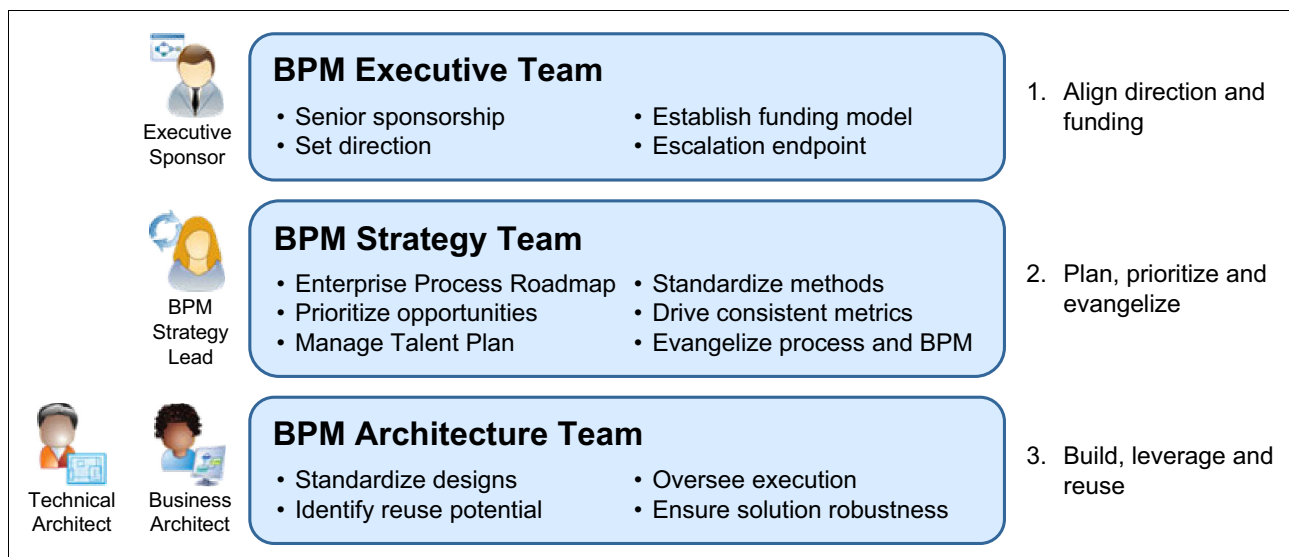 Executive
Sponsor
BPM Executive Team
• Senior sponsorship
• Set direction
• Establish funding model
• Escalation endpoint
1. Align direction and
funding
BPM
Strategy
Lead
BPM Strategy Team
• Enterprise Process Roadmap
• Prioritize opportunities
• Manage Talent Plan
• Standardize methods
• Drive consistent metrics
• Evangelize process and BPM
2. Plan, prioritize and
evangelize
Technical
Architect
Business
Architect
BPM Architecture Team
• Standardize designs
• Identify reuse potential
• Oversee execution
• Ensure solution robustness
3. Build, leverage and
reuse